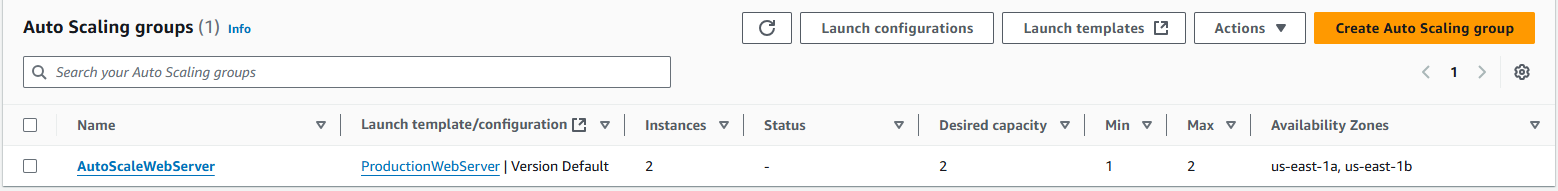 Auto Scaling groups (1) Info
Launch configurations
Launch templates
Actions
Create Auto Scaling group
Search your Auto Scaling groups
1
Name
Launch template/configuration
Instances
Status
Desired capacity
Min
Max
Availability Zones
AutoScaleWebServer
ProductionWebServer | Version Default
2
-
2
1
2
us-east-1a, us-east-1b